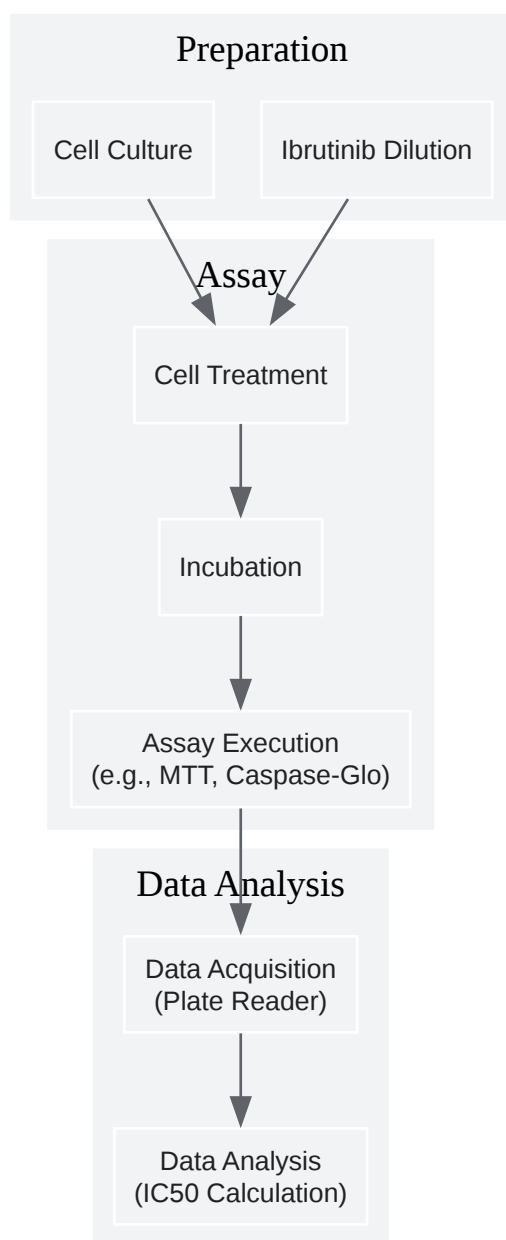 Preparation
Cell Culture
Ibrutinib Dilution
Assay
Cell Treatment
Incubation
Assay Execution
(e.g., MTT, Caspase-Glo)
Data Analysis
Data Acquisition
(Plate Reader)
Data Analysis
(IC50 Calculation)